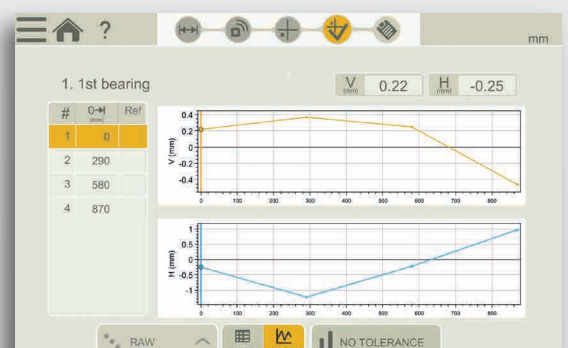 ?
mm
1. 1st bearing
V (mm) 0.22 H (mm) -0.25
# 0 (mm) Ref
1 0
2 290
3 580
4 870
0.4
0.2
0
-0.2
-0.4
V (mm)
0 100 200 300 400 500 600 700 800
1
0.5
0
-0.5
-1
H (mm)
0 100 200 300 400 500 600 700 800
RAW NO TOLERANCE